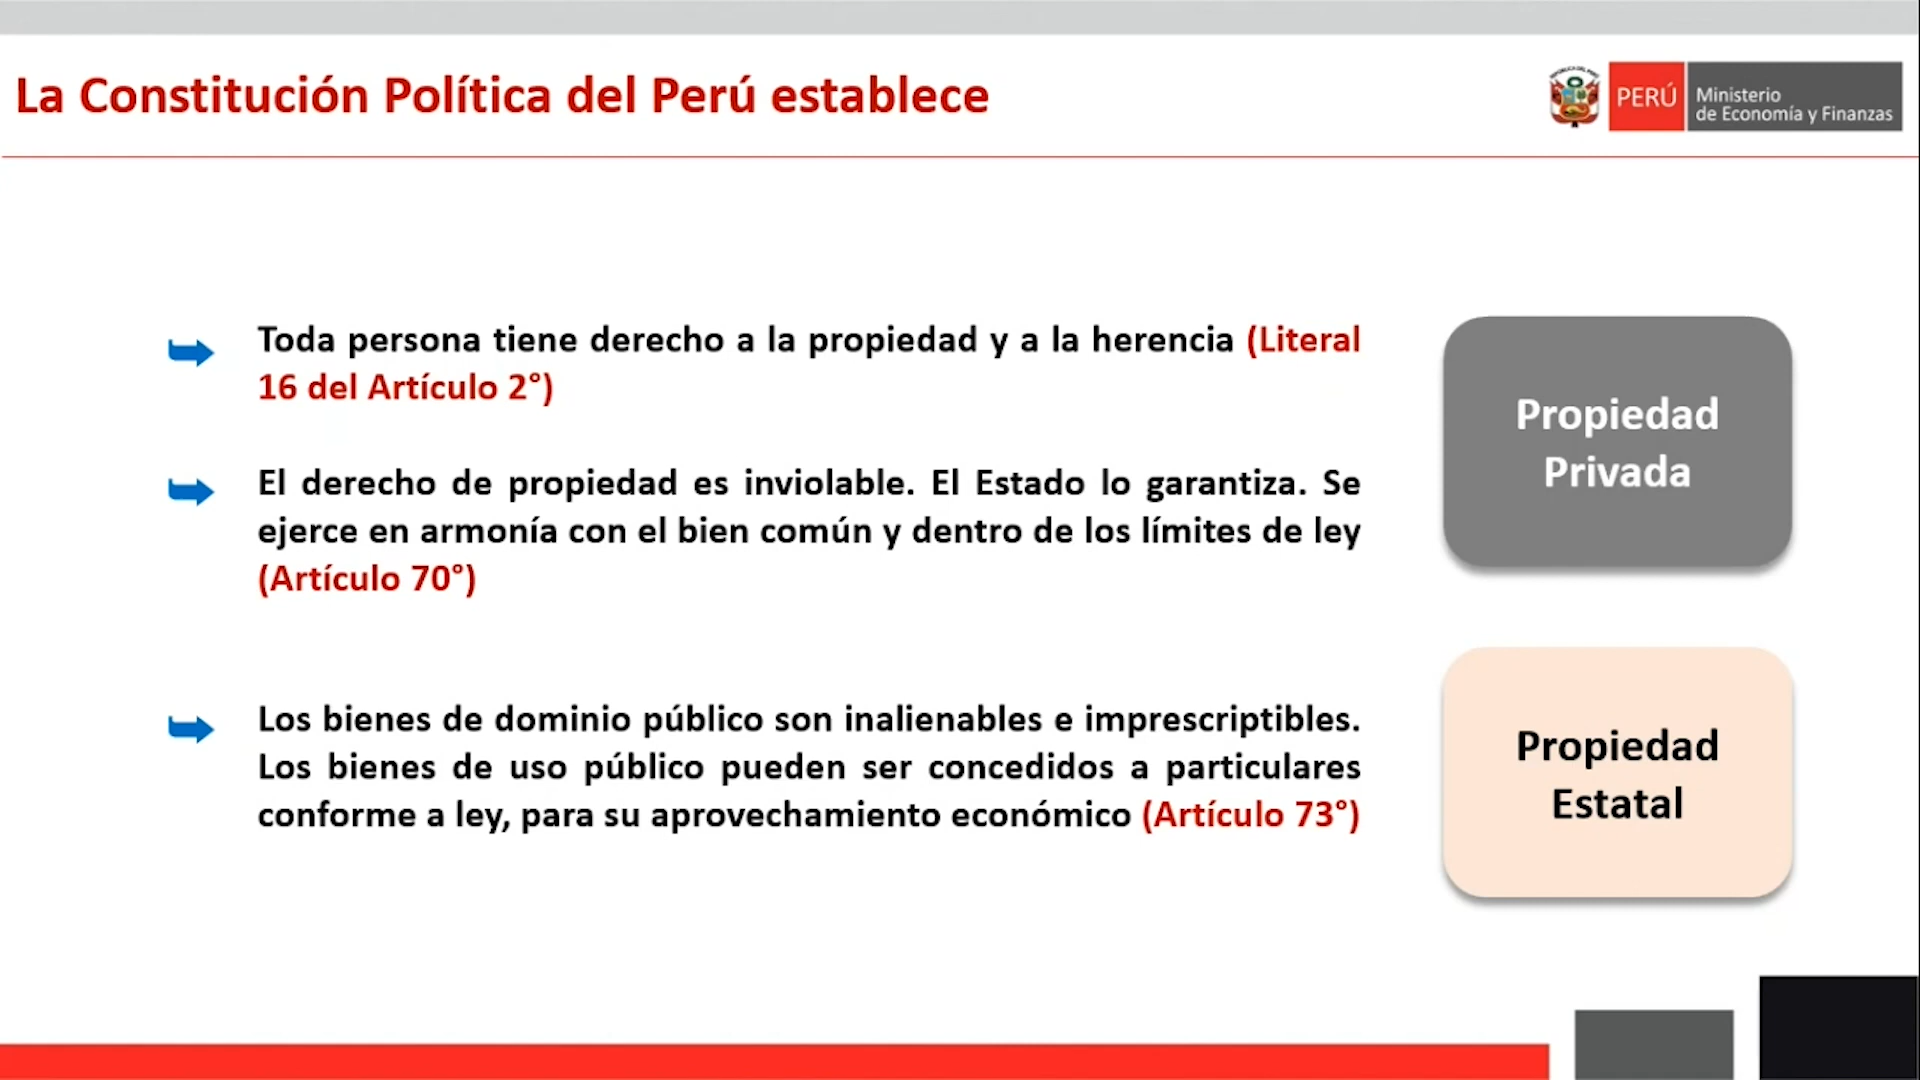 La Constitución Política del Perú establece
PERÚ
Ministerio
de Economía y Finanzas
Toda persona tiene derecho a la propiedad y a la herencia (Literal
16 del Artículo 2°)
El derecho de propiedad es inviolable. El Estado lo garantiza. Se
ejerce en armonía con el bien común y dentro de los límites de ley
(Artículo 70°)
Propiedad
Privada
Los bienes de dominio público son inalienables e imprescriptibles.
Los bienes de uso público pueden ser concedidos a particulares
conforme a ley, para su aprovechamiento económico (Artículo 73°)
Propiedad
Estatal